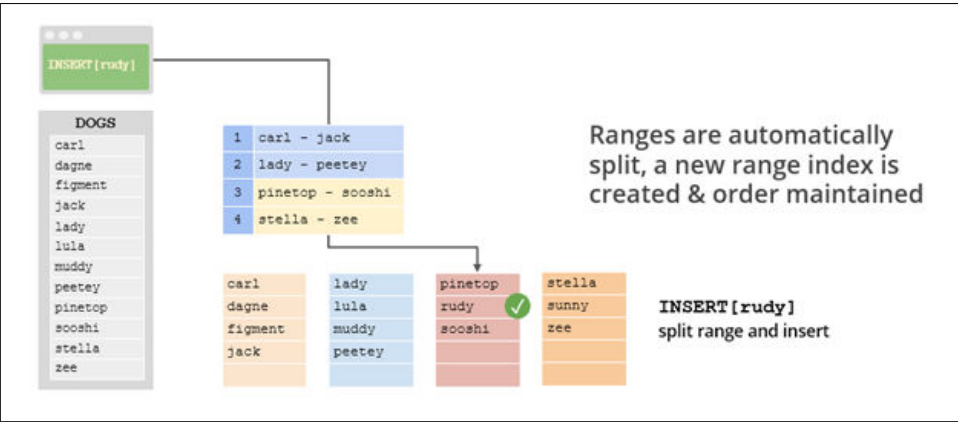 INSERT[rudy]
DOGS
carl
dagne
figment
jack
lady
lula
muddy
peetey
pinetop
sooshi
stella
zee
1 carl - jack
2 lady - peetey
3 pinetop - sooshi
4 stella - zee
Ranges are automatically
split, a new range index is
created & order maintained
carl
dagne
figment
jack
lady
lula
muddy
peetey
pinetop
rudy
sooshi
stella
sunny
zee
INSERT[rudy]
split range and insert